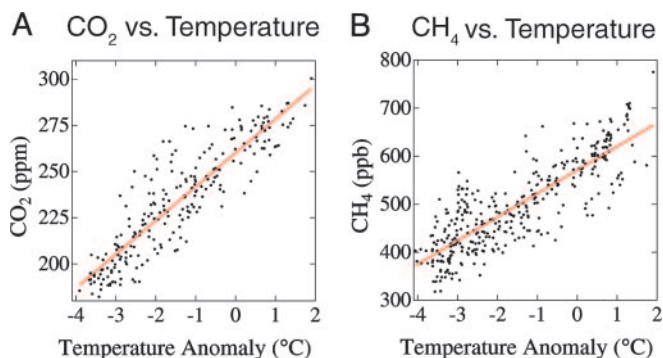 A CO₂ vs. Temperature
300
275
250
225
200
CO₂ (ppm)
-4 -3 -2 -1 0 1 2
Temperature Anomaly (°C)
B CH₄ vs. Temperature
800
700
600
500
400
300
CH₄ (ppb)
-4 -3 -2 -1 0 1 2
Temperature Anomaly (°C)